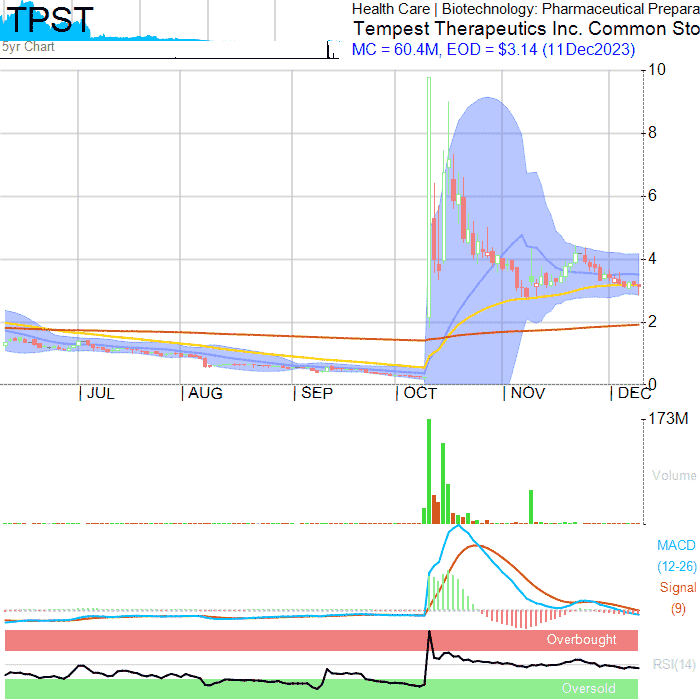 TPST
5yr Chart
Health Care | Biotechnology: Pharmaceutical Prepara
Tempest Therapeutics Inc. Common Sto
MC = 60.4M, EOD = $3.14 (11Dec2023)
10
8
6
4
2
0
JUL AUG SEP OCT NOV DEC
173M
Volume
MACD
(12-26)
Signal
(9)
Overbought
RSI(14)
Oversold